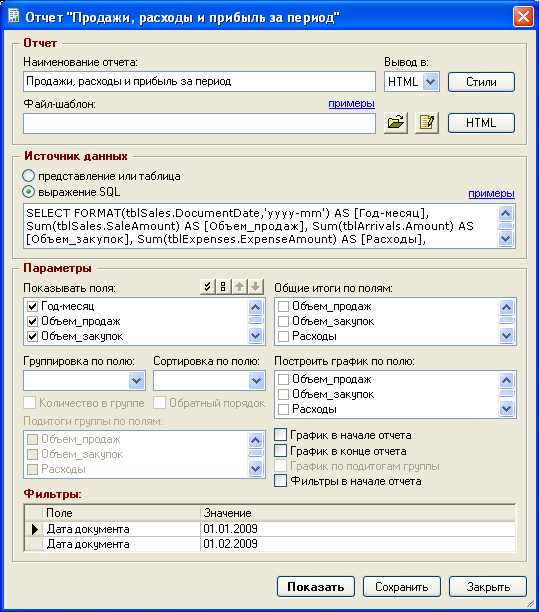 Отчет "Продажи, расходы и прибыль за период"
Отчет
Наименование отчета:
Вывод в:
Продажи, расходы и прибыль за период
HTML
Стили
Файл-шаблон:
примеры
HTML
Источник данных
представление или таблица
выражение SQL
примеры
SELECT FORMAT(tblSales.DocumentDate,'yyyy-mm') AS [Год-месяц],
Sum(tblSales.SaleAmount) AS [Объем_продаж], Sum(tblArrivals.Amount) AS
[Объем_закупок], Sum(tblExpenses.ExpenseAmount) AS [Расходы],
Параметры
Показывать поля:
Общие итоги по полям:
Год-месяц
Объем_продаж
Объем_закупок
Объем_продаж
Объем_закупок
Расходы
Группировка по полю:
Сортировка по полю:
Построить график по полю:
Количество в группе
Обратный порядок
Объем_продаж
Объем_закупок
Расходы
Подитоги группы по полям:
Объем_продаж
Объем_закупок
Расходы
График в начале отчета
График в конце отчета
График по подитогам группы
Фильтры в начале отчета
Фильтры:
Поле Значение
Дата документа 01.01.2009
Дата документа 01.02.2009
Показать
Сохранить
Закрыть